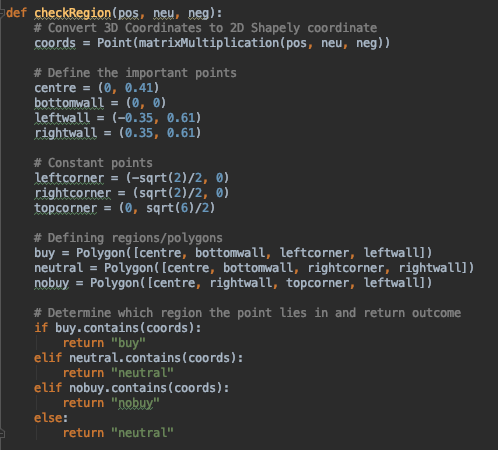 def checkRegion(pos, neu, neg):
    # Convert 3D Coordinates to 2D Shapely coordinate
    coords = Point(matrixMultiplication(pos, neu, neg))

    # Define the important points
    centre = (0, 0.41)
    bottomwall = (0, 0)
    leftwall = (-0.35, 0.61)
    rightwall = (0.35, 0.61)

    # Constant points
    leftcorner = (-sqrt(2)/2, 0)
    rightcorner = (sqrt(2)/2, 0)
    topcorner = (0, sqrt(6)/2)

    # Defining regions/polygons
    buy = Polygon([centre, bottomwall, leftcorner, leftwall])
    neutral = Polygon([centre, bottomwall, rightcorner, rightwall])
    nobuy = Polygon([centre, rightwall, topcorner, leftwall])

    # Determine which region the point lies in and return outcome
    if buy.contains(coords):
        return "buy"
    elif neutral.contains(coords):
        return "neutral"
    elif nobuy.contains(coords):
        return "nobuy"
    else:
        return "neutral"